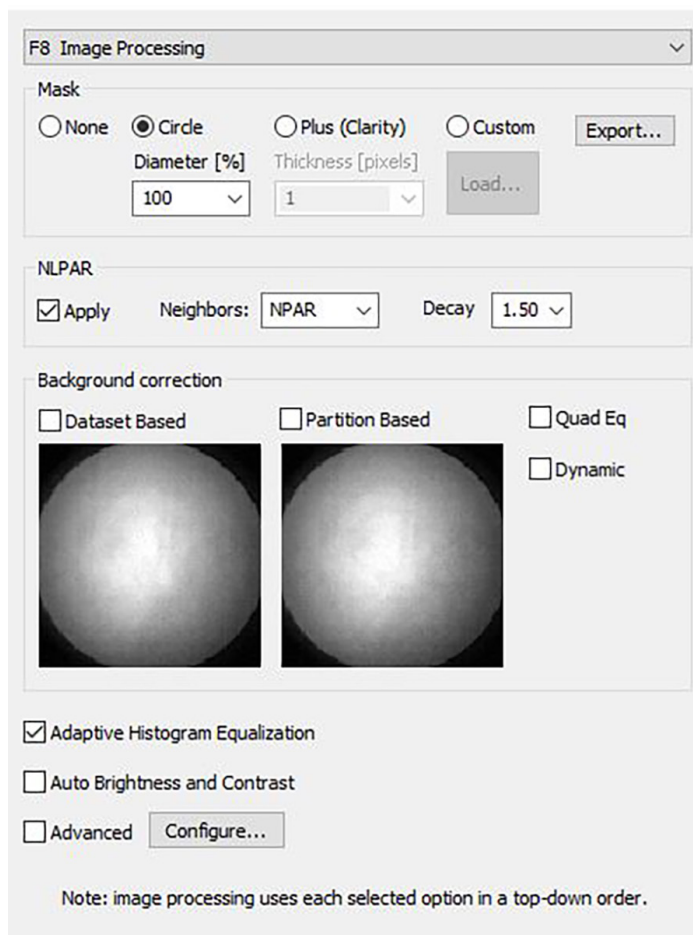 F8 Image Processing
Mask
None Circle Plus (Clarity) Custom Export...
Diameter [%] Thickness [pixels] Load...
100 1
NLPAR
Apply Neighbors: NPAR Decay 1.50
Background correction
Dataset Based Partition Based Quad Eq
Dynamic
Adaptive Histogram Equalization
Auto Brightness and Contrast
Advanced Configure...
Note: image processing uses each selected option in a top-down order.